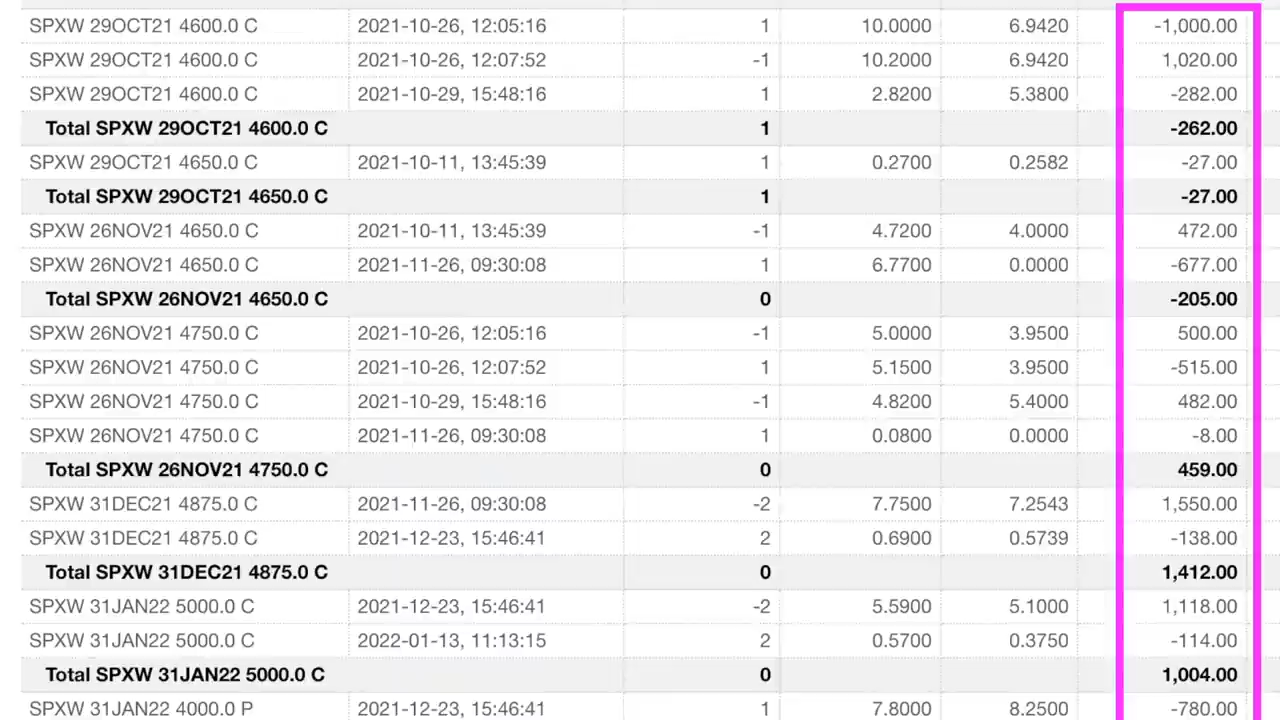 SPXW 29OCT21 4600.0 C 2021-10-26, 12:05:16 1 10.0000 6.9420 -1,000.00
SPXW 29OCT21 4600.0 C 2021-10-26, 12:07:52 -1 10.2000 6.9420 1,020.00
SPXW 29OCT21 4600.0 C 2021-10-29, 15:48:16 1 2.8200 5.3800 -282.00
Total SPXW 29OCT21 4600.0 C 1 -262.00
SPXW 29OCT21 4650.0 C 2021-10-11, 13:45:39 1 0.2700 0.2582 -27.00
Total SPXW 29OCT21 4650.0 C 1 -27.00
SPXW 26NOV21 4650.0 C 2021-10-11, 13:45:39 -1 4.7200 4.0000 472.00
SPXW 26NOV21 4650.0 C 2021-11-26, 09:30:08 1 6.7700 0.0000 -677.00
Total SPXW 26NOV21 4650.0 C 0 -205.00
SPXW 26NOV21 4750.0 C 2021-10-26, 12:05:16 -1 5.0000 3.9500 500.00
SPXW 26NOV21 4750.0 C 2021-10-26, 12:07:52 1 5.1500 3.9500 -515.00
SPXW 26NOV21 4750.0 C 2021-10-29, 15:48:16 -1 4.8200 5.4000 482.00
SPXW 26NOV21 4750.0 C 2021-11-26, 09:30:08 1 0.0800 0.0000 -8.00
Total SPXW 26NOV21 4750.0 C 0 459.00
SPXW 31DEC21 4875.0 C 2021-11-26, 09:30:08 -2 7.7500 7.2543 1,550.00
SPXW 31DEC21 4875.0 C 2021-12-23, 15:46:41 2 0.6900 0.5739 -138.00
Total SPXW 31DEC21 4875.0 C 0 1,412.00
SPXW 31JAN22 5000.0 C 2021-12-23, 15:46:41 -2 5.5900 5.1000 1,118.00
SPXW 31JAN22 5000.0 C 2022-01-13, 11:13:15 2 0.5700 0.3750 -114.00
Total SPXW 31JAN22 5000.0 C 0 1,004.00
SPXW 31JAN22 4000.0 P 2021-12-23, 15:46:41 1 7.8000 8.2500 -780.00